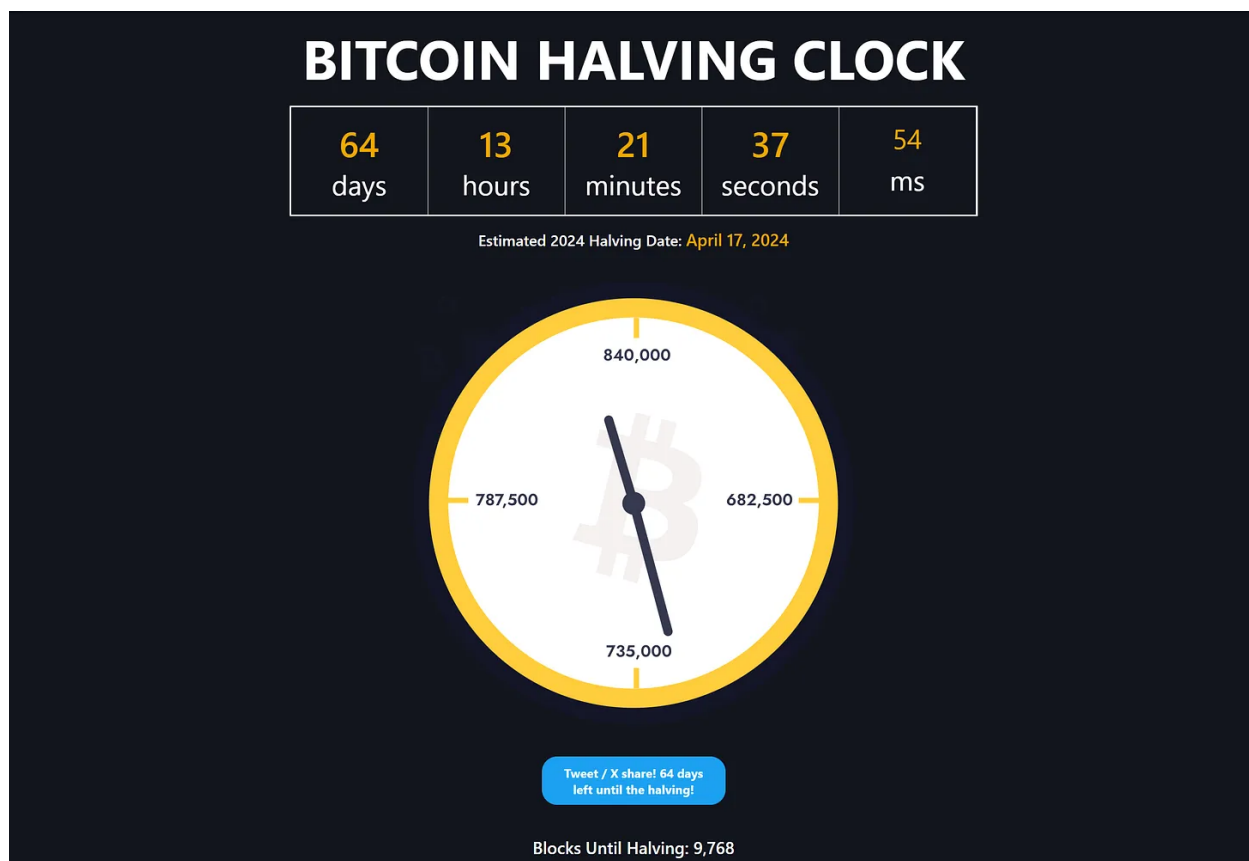 BITCOIN HALVING CLOCK
64 13 21 37 54
days hours minutes seconds ms
Estimated 2024 Halving Date: April 17, 2024
840,000
787,500 682,500
735,000
Tweet / X share! 64 days
left until the halving!
Blocks Until Halving: 9,768